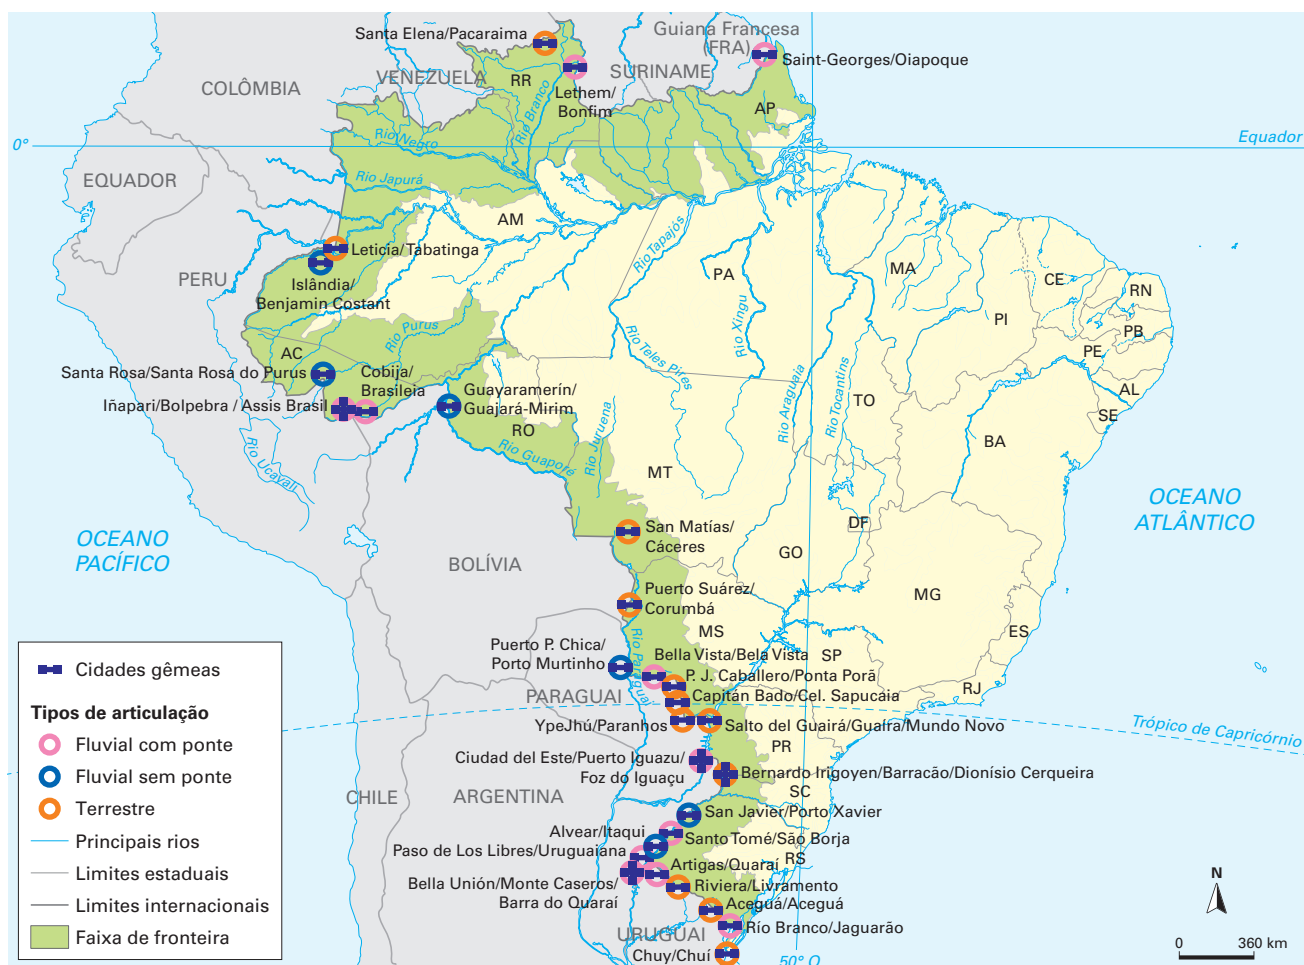 Guiana Francesa
(FRA)
Santa Elena/Pacaraima
Saint-Georges/Oiapoque
SURINAME
VENEZUELA
RR
COLÔMBIA
Lethem/
Bonfim
AP
Rio Branco
Rio Negro
0°
Equador
EQUADOR
Rio Japurá
AM
Rio Tapajós
Leticia/Tabatinga
PERU
PA
MA
CE
Islândia/
Benjamin Costant
RN
Rio Xingu
PI
PB
Rio Purus
Rio Teles Pires
PE
AC
Santa Rosa/Santa Rosa do Purus
Cobija/
Brasileia
AL
Guayaramerín/
Guajará-Mirim
Rio Araguaia
Rio Tocantins
TO
Iñapari/Bolpebra / Assis Brasil
SE
RO
Rio Juruena
BA
Rio Guaporé
Rio Ucayali
MT
OCEANO
ATLÂNTICO
San Matías/
Cáceres
DF
OCEANO
PACÍFICO
GO
BOLÍVIA
Puerto Suárez/
Corumbá
MG
MS
ES
Puerto P. Chica/
Porto Murtinho
Rio Paraguai
Bella Vista/Bela Vista
SP
P. J. Caballero/Ponta Porã
RJ
PARAGUAI
Capitán Bado/Cel. Sapucaia
YpeJhú/Paranhos
Salto del Guairá/Guaíra/Mundo Novo
Trópico de Capricórnio
PR
Ciudad del Este/Puerto Iguazu/
Foz do Iguaçu
Bernardo Irigoyen/Barracão/Dionísio Cerqueira
SC
CHILE
ARGENTINA
San Javier/Porto Xavier
Alvear/Itaqui
Santo Tomé/São Borja
Paso de Los Libres/Uruguaiana
RS
Artigas/Quaraí
Bella Unión/Monte Caseros/
Barra do Quaraí
Riviera/Livramento
Aceguá/Aceguá
Río Branco/Jaguarão
URUGUAI
Chuy/Chuí
50° O
Cidades gêmeas
Tipos de articulação
Fluvial com ponte
Fluvial sem ponte
Terrestre
Principais rios
Limites estaduais
Limites internacionais
Faixa de fronteira
N
0 360 km